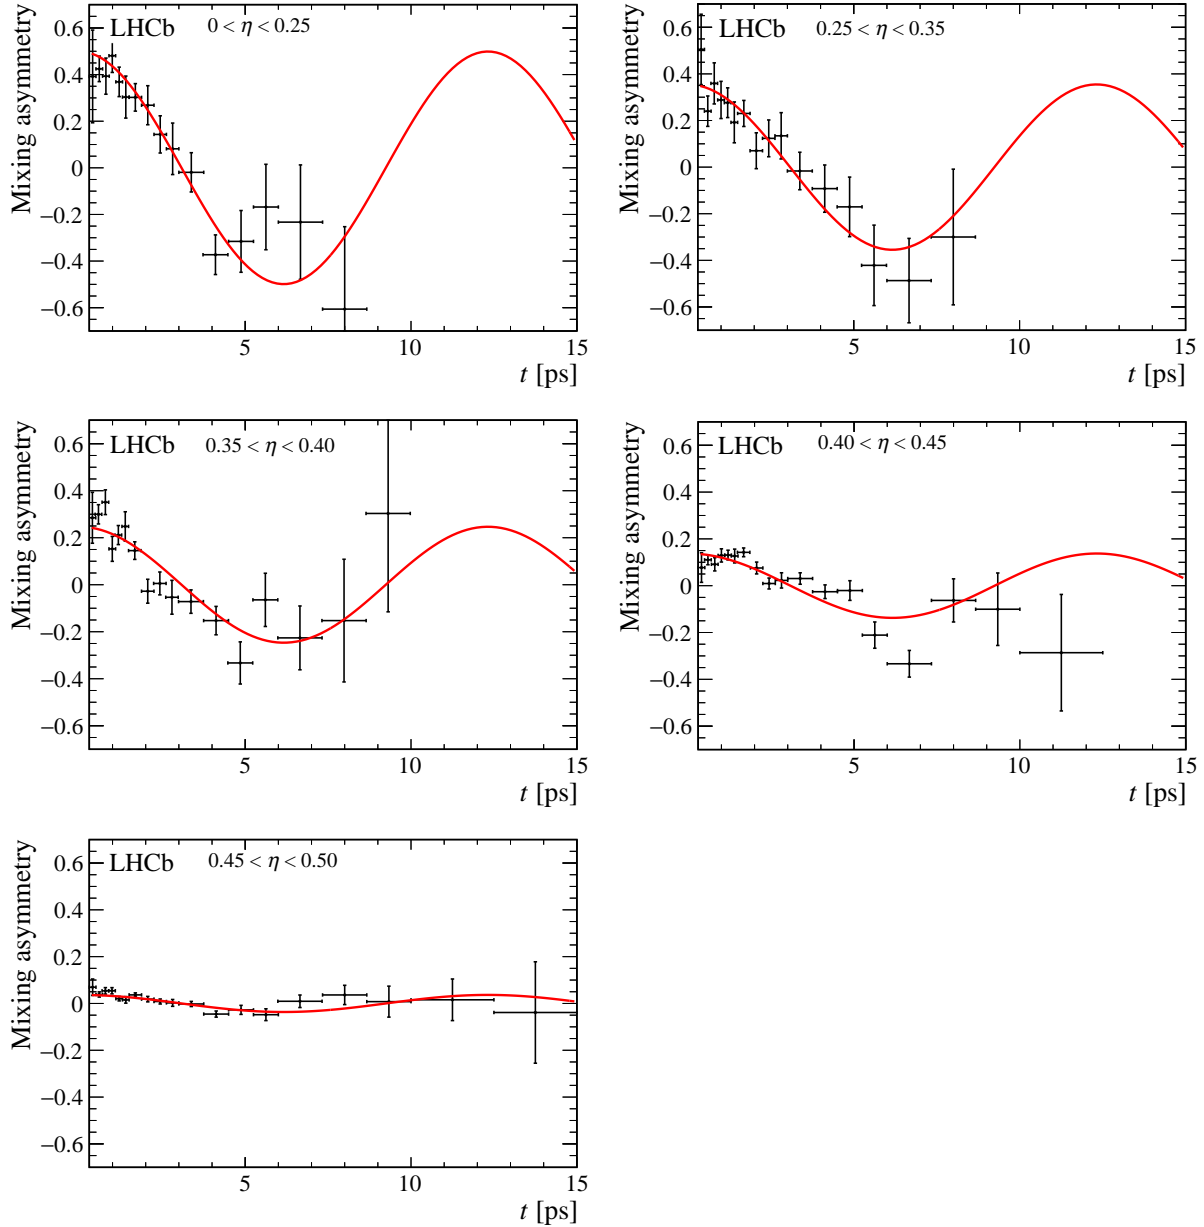 LHCb 0 < η < 0.25
Mixing asymmetry
0.6
0.4
0.2
0
−0.2
−0.4
−0.6
5 10 15
t [ps]
LHCb 0.25 < η < 0.35
Mixing asymmetry
0.6
0.4
0.2
0
−0.2
−0.4
−0.6
5 10 15
t [ps]
LHCb 0.35 < η < 0.40
Mixing asymmetry
0.6
0.4
0.2
0
−0.2
−0.4
−0.6
5 10 15
t [ps]
LHCb 0.40 < η < 0.45
Mixing asymmetry
0.6
0.4
0.2
0
−0.2
−0.4
−0.6
5 10 15
t [ps]
LHCb 0.45 < η < 0.50
Mixing asymmetry
0.6
0.4
0.2
0
−0.2
−0.4
−0.6
5 10 15
t [ps]